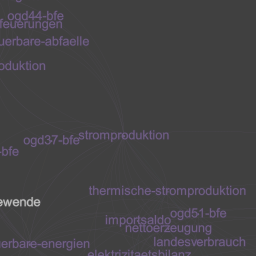 ogd44-bfe
feuerungen
uerbare-abfaelle
oduktion
stromproduktion
ogd37-bfe
-bfe
thermische-stromproduktion
ewende
ogd51-bfe
importsaldo
nettoerzeugung
landesverbrauch
erbare-energien
elektrizitaetsbilanz